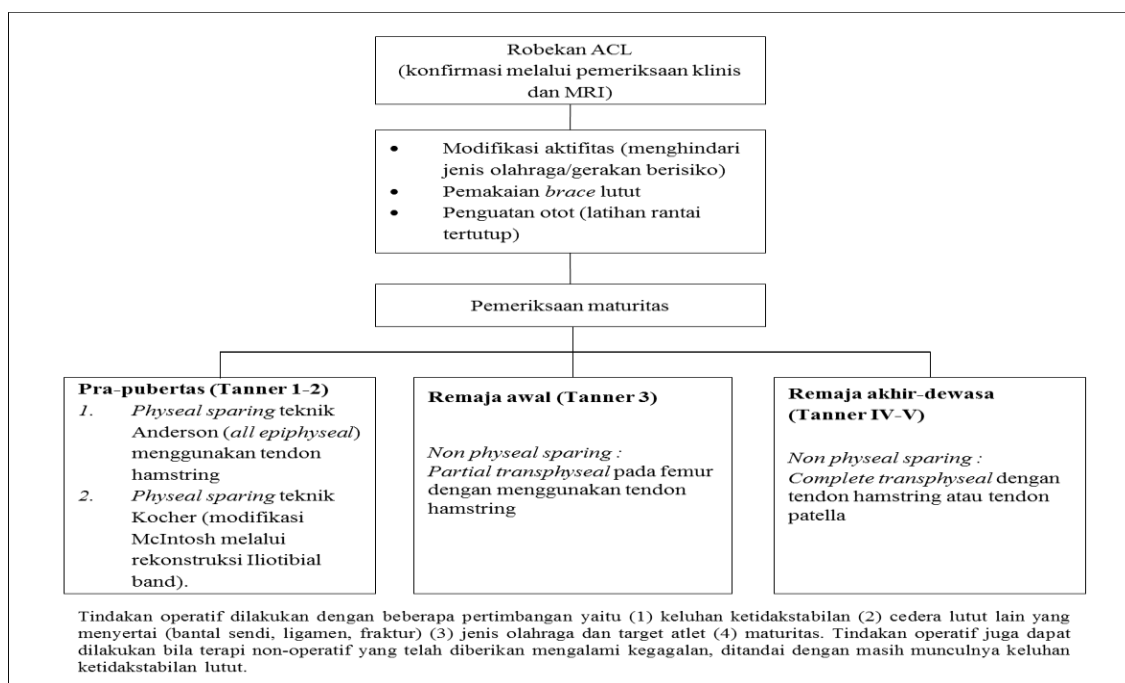 Robekan ACL
(konfirmasi melalui pemeriksaan klinis
dan MRI)
• Modifikasi aktifitas (menghindari
jenis olahraga/gerakan berisiko)
• Pemakaian brace lutut
• Penguatan otot (latihan rantai
tertutup)
Pemeriksaan maturitas
Pra-pubertas (Tanner 1-2)
1. Physeal sparing teknik
Anderson (all epiphyseal)
menggunakan tendon
hamstring
2. Physeal sparing teknik
Kocher (modifikasi
McIntosh melalui
rekonstruksi Iliotibial
band).
Remaja awal (Tanner 3)
Non physeal sparing :
Partial transphyseal pada femur
dengan menggunakan tendon
hamstring
Remaja akhir-dewasa
(Tanner IV-V)
Non physeal sparing :
Complete transphyseal dengan
tendon hamstring atau tendon
patella
Tindakan operatif dilakukan dengan beberapa pertimbangan yaitu (1) keluhan ketidakstabilan (2) cedera lutut lain yang
menyertai (bantal sendi, ligamen, fraktur) (3) jenis olahraga dan target atlet (4) maturitas. Tindakan operatif juga dapat
dilakukan bila terapi non-operatif yang telah diberikan mengalami kegagalan, ditandai dengan masih munculnya keluhan
ketidakstabilan lutut.